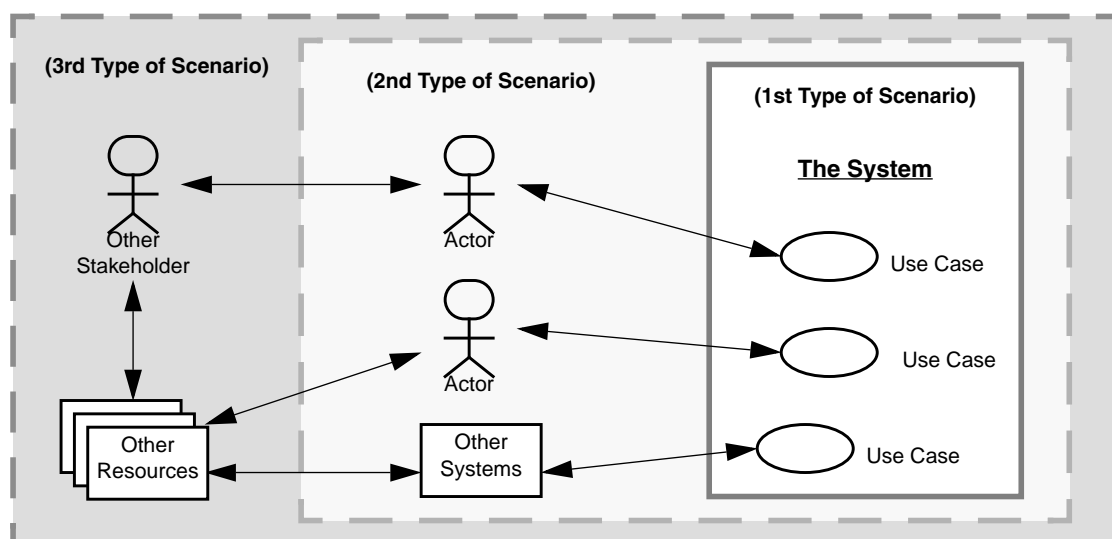 (3rd Type of Scenario)
(2nd Type of Scenario)
(1st Type of Scenario)
The System
Other
Stakeholder
Actor
Use Case
Actor
Use Case
Other
Resources
Other
Systems
Use Case